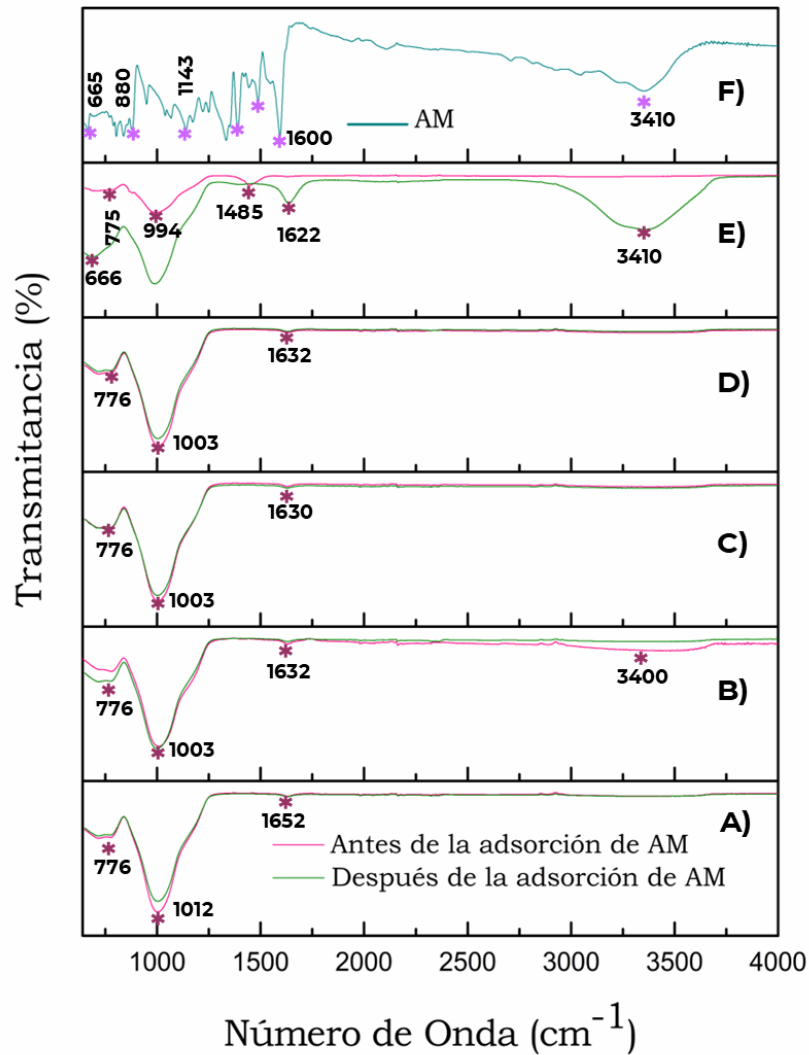 Transmitancia (%)
665
880
1143
1600
AM
3410
F)
775
994
1485
1622
3410
666
E)
1632
776
1003
D)
1630
776
1003
C)
1632
3400
776
1003
B)
1652
776
1012
A)
Antes de la adsorción de AM
Después de la adsorción de AM
1000 1500 2000 2500 3000 3500 4000
Número de Onda (cm⁻¹)